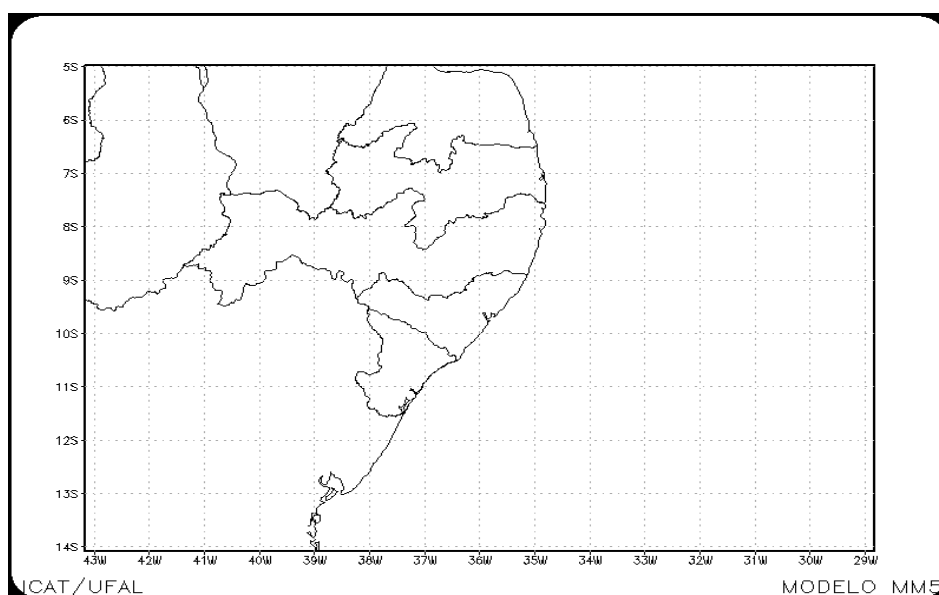 5S
6S
7S
8S
9S
10S
11S
12S
13S
14S
43W 42W 41W 40W 39W 38W 37W 36W 35W 34W 33W 32W 31W 30W 29W
ICAT/UFAL MODELO MM5